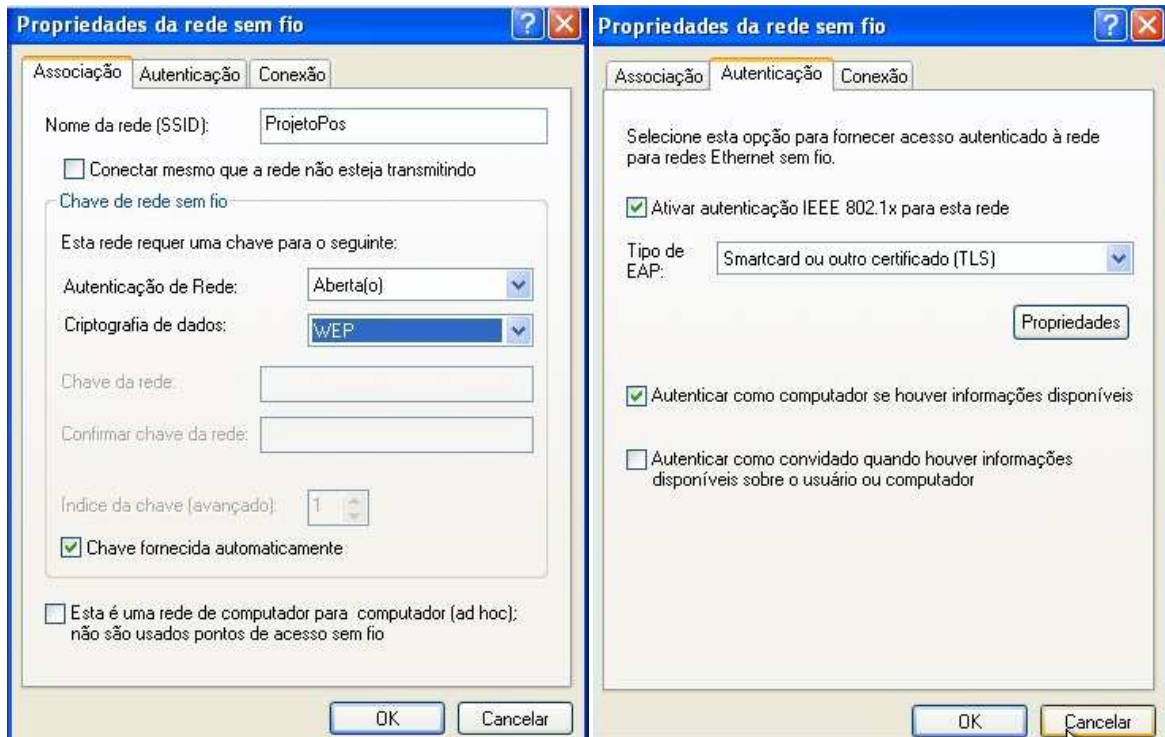 Propriedades da rede sem fio
Associação Autenticação Conexão
Nome da rede (SSID): ProjetoPos
Conectar mesmo que a rede não esteja transmitindo
Chave de rede sem fio
Esta rede requer uma chave para o seguinte:
Autenticação de Rede: Aberta(o)
Criptografia de dados: WEP
Chave da rede:
Confirmar chave da rede:
Índice da chave (avançado): 1
Chave fornecida automaticamente
Esta é uma rede de computador para computador (ad hoc);
não são usados pontos de acesso sem fio
OK Cancelar
Propriedades da rede sem fio
Associação Autenticação Conexão
Selecione esta opção para fornecer acesso autenticado à rede
para redes Ethernet sem fio.
Ativar autenticação IEEE 802.1x para esta rede
Tipo de
EAP: Smartcard ou outro certificado (TLS)
Propriedades
Autenticar como computador se houver informações disponíveis
Autenticar como convidado quando houver informações
disponíveis sobre o usuário ou computador
OK Cancelar